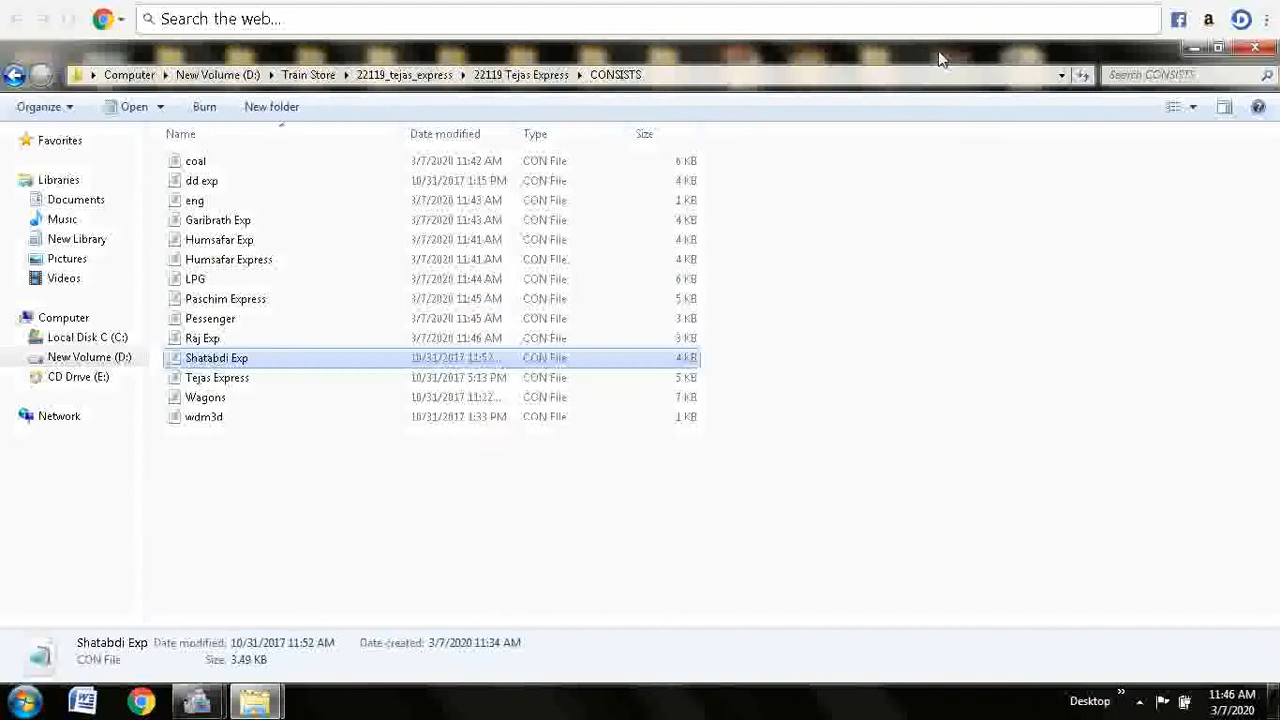 Search the web...
Computer New Volume (D:) Train Store 22119_tejas_express 22119 Tejas Express CONSISTS Search CONSISTS
Organize Open Burn New folder
Name Date modified Type Size
Favorites
Libraries
Documents
Music
New Library
Pictures
Videos
Computer
Local Disk C (C:)
New Volume (D:)
CD Drive (E:)
Network
coal 3/7/2020 11:42 AM CON File 6 KB
dd exp 10/31/2017 1:15 PM CON File 4 KB
eng 3/7/2020 11:43 AM CON File 1 KB
Garibrath Exp 3/7/2020 11:43 AM CON File 4 KB
Humsafar Exp 3/7/2020 11:41 AM CON File 4 KB
Humsafar Express 3/7/2020 11:41 AM CON File 4 KB
LPG 3/7/2020 11:44 AM CON File 6 KB
Paschim Express 3/7/2020 11:45 AM CON File 5 KB
Pessenger 3/7/2020 11:45 AM CON File 3 KB
Raj Exp 3/7/2020 11:46 AM CON File 3 KB
Shatabdi Exp 10/31/2017 11:52... CON File 4 KB
Tejas Express 10/31/2017 5:13 PM CON File 5 KB
Wagons 10/31/2017 11:22... CON File 7 KB
wdm3d 10/31/2017 1:33 PM CON File 1 KB
Shatabdi Exp Date modified: 10/31/2017 11:52 AM Date created: 3/7/2020 11:34 AM
CON File Size: 3.49 KB
Desktop
11:46 AM
3/7/2020